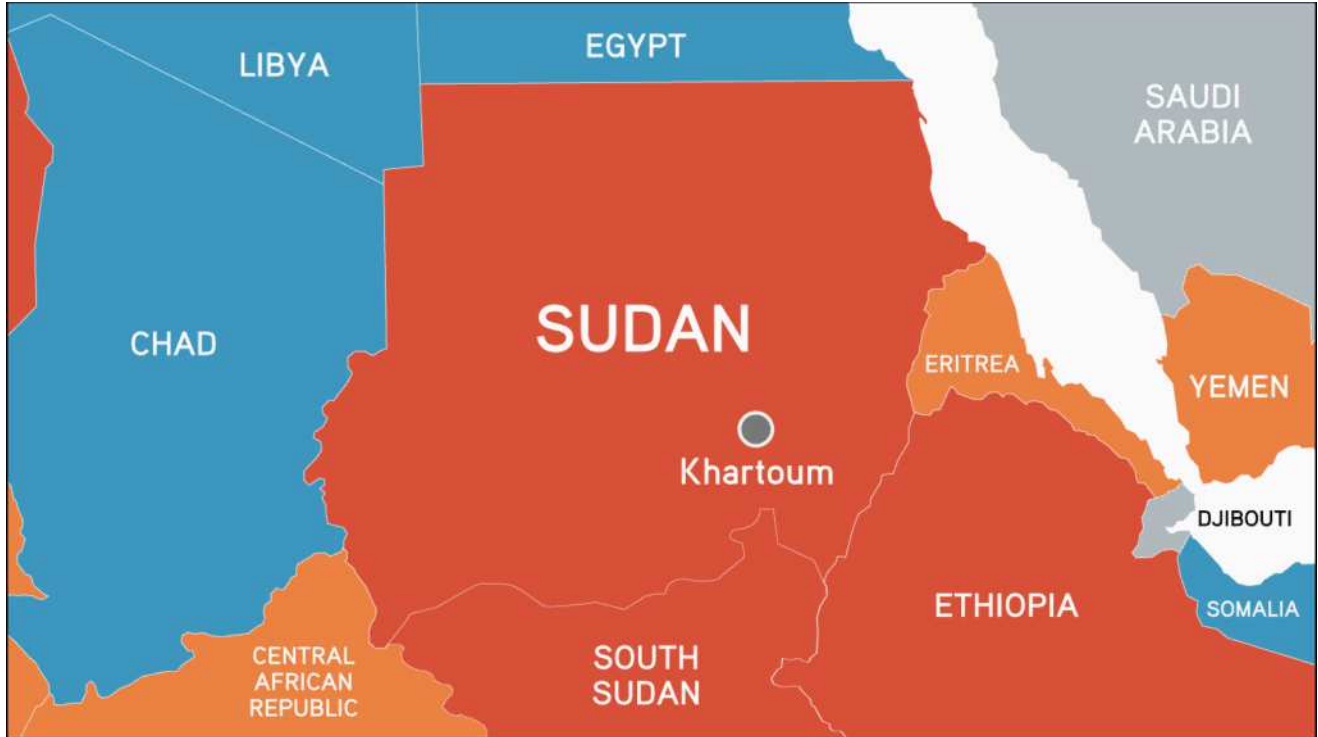 LIBYA
EGYPT
SAUDI
ARABIA
CHAD
SUDAN
ERITREA
YEMEN
Khartoum
DJIBOUTI
ETHIOPIA
SOMALIA
CENTRAL
AFRICAN
REPUBLIC
SOUTH
SUDAN